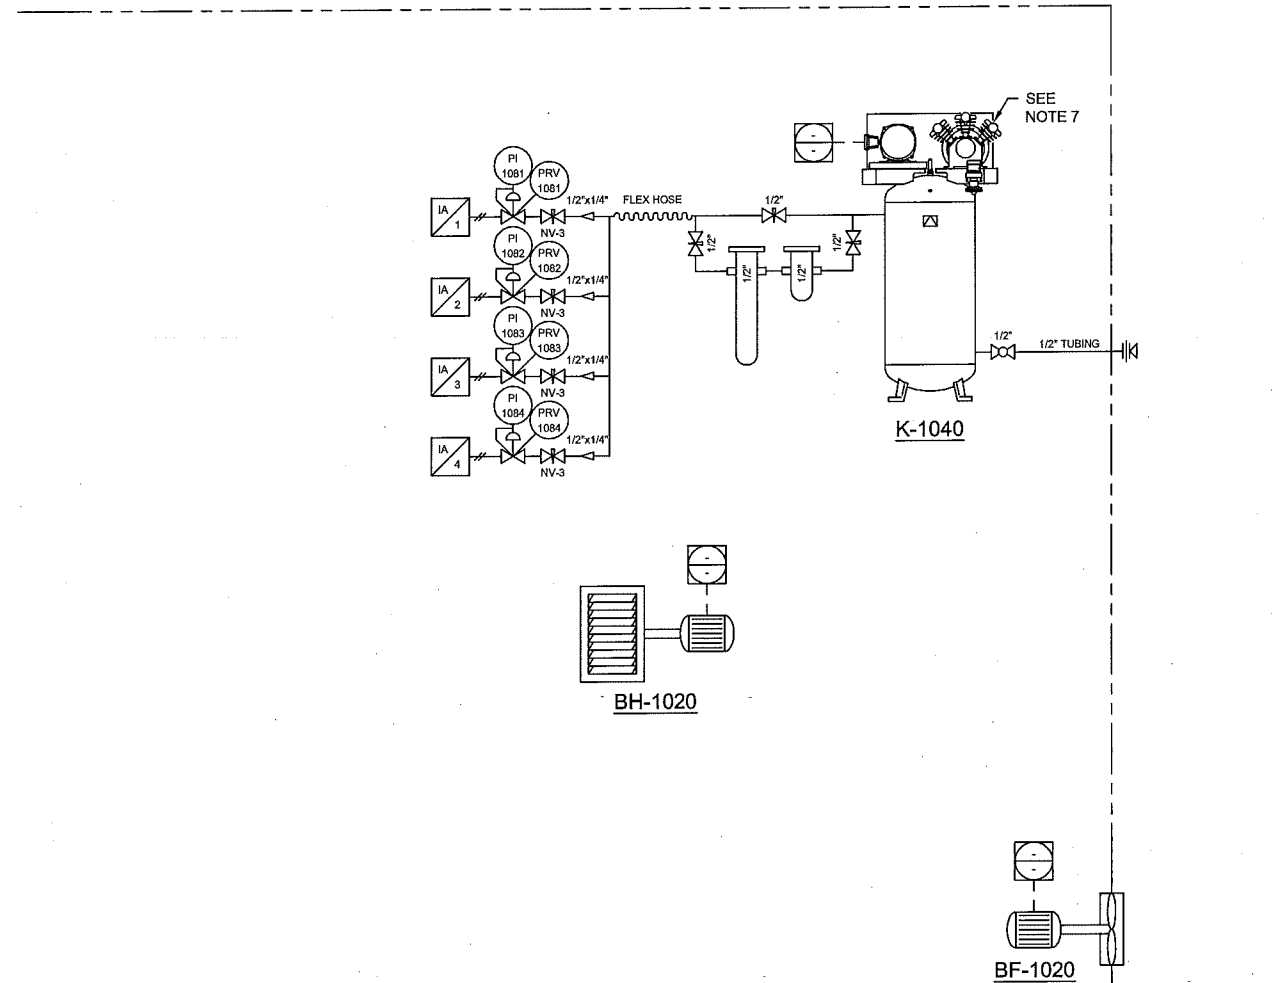 SEE
NOTE 7
PI
1081
PRV
1081
1/2"x1/4"
FLEX HOSE
1/2"
IA
1
NV-3
1/2"
1/2"
PI
1082
PRV
1082
1/2"x1/4"
1/2"
1/2"
IA
2
NV-3
PI
1083
PRV
1083
1/2"
1/2" TUBING
1/2"x1/4"
IA
3
NV-3
PI
1084
PRV
1084
1/2"x1/4"
K-1040
IA
4
NV-3
BH-1020
BF-1020